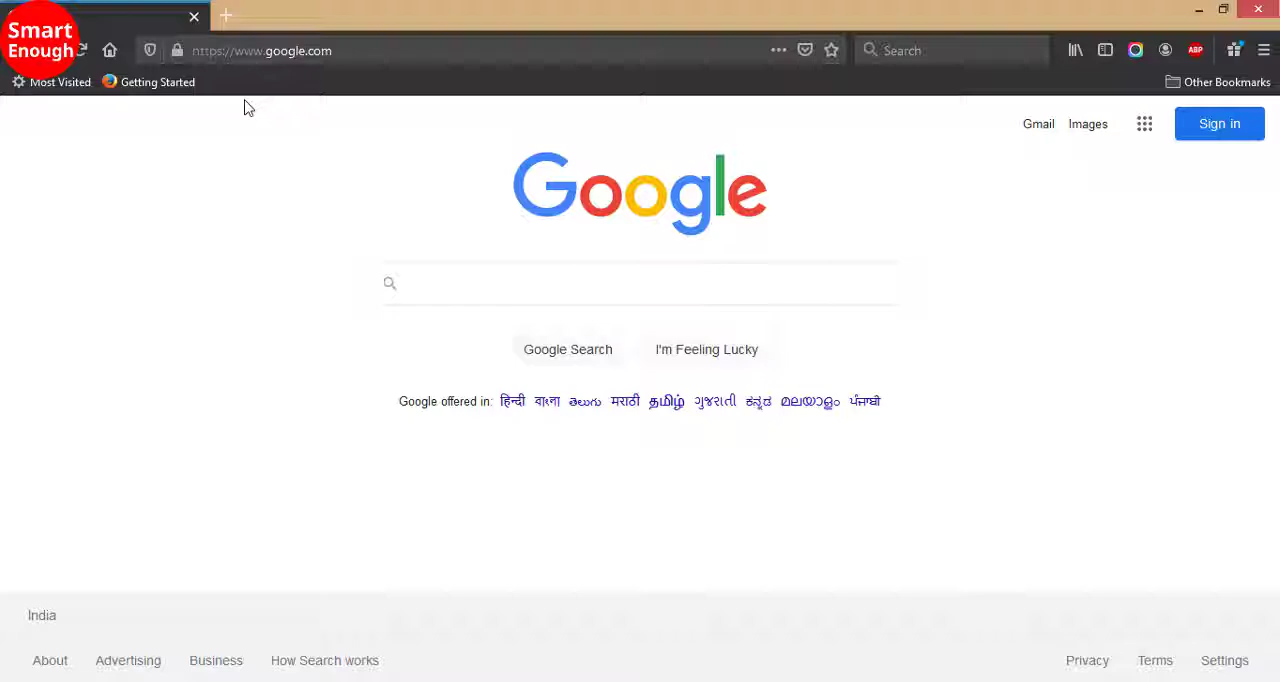 Smart
Enough
https://www.google.com
Search
ABP
Most Visited
Getting Started
Other Bookmarks
Gmail
Images
Sign in
Google
Google Search
I'm Feeling Lucky
Google offered in: हिन्दी বাংলা తెలుగు मराठी தமிழ் ગુજરાતી ಕನ್ನಡ മലയാളം ਪੰਜਾਬੀ
India
About
Advertising
Business
How Search works
Privacy
Terms
Settings